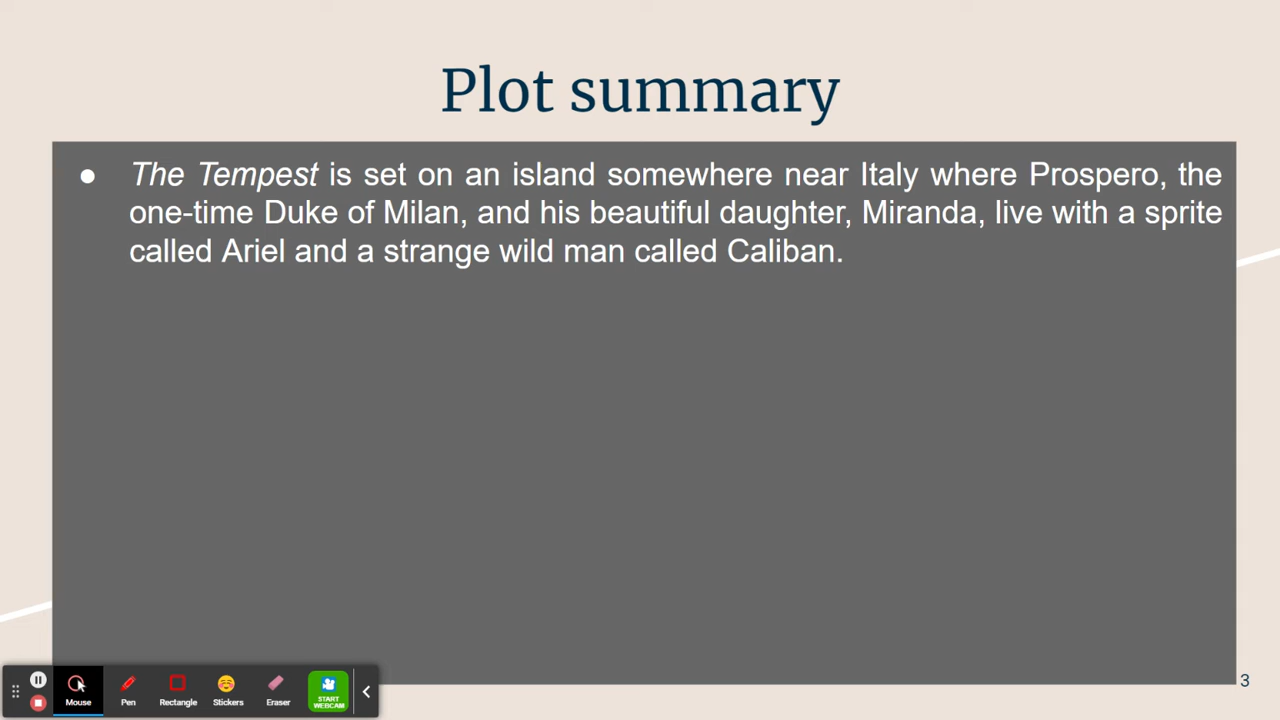 Plot summary
● The Tempest is set on an island somewhere near Italy where Prospero, the
one-time Duke of Milan, and his beautiful daughter, Miranda, live with a sprite
called Ariel and a strange wild man called Caliban.
Mouse
Pen
Rectangle
Stickers
Eraser
START
WEBCAM
3